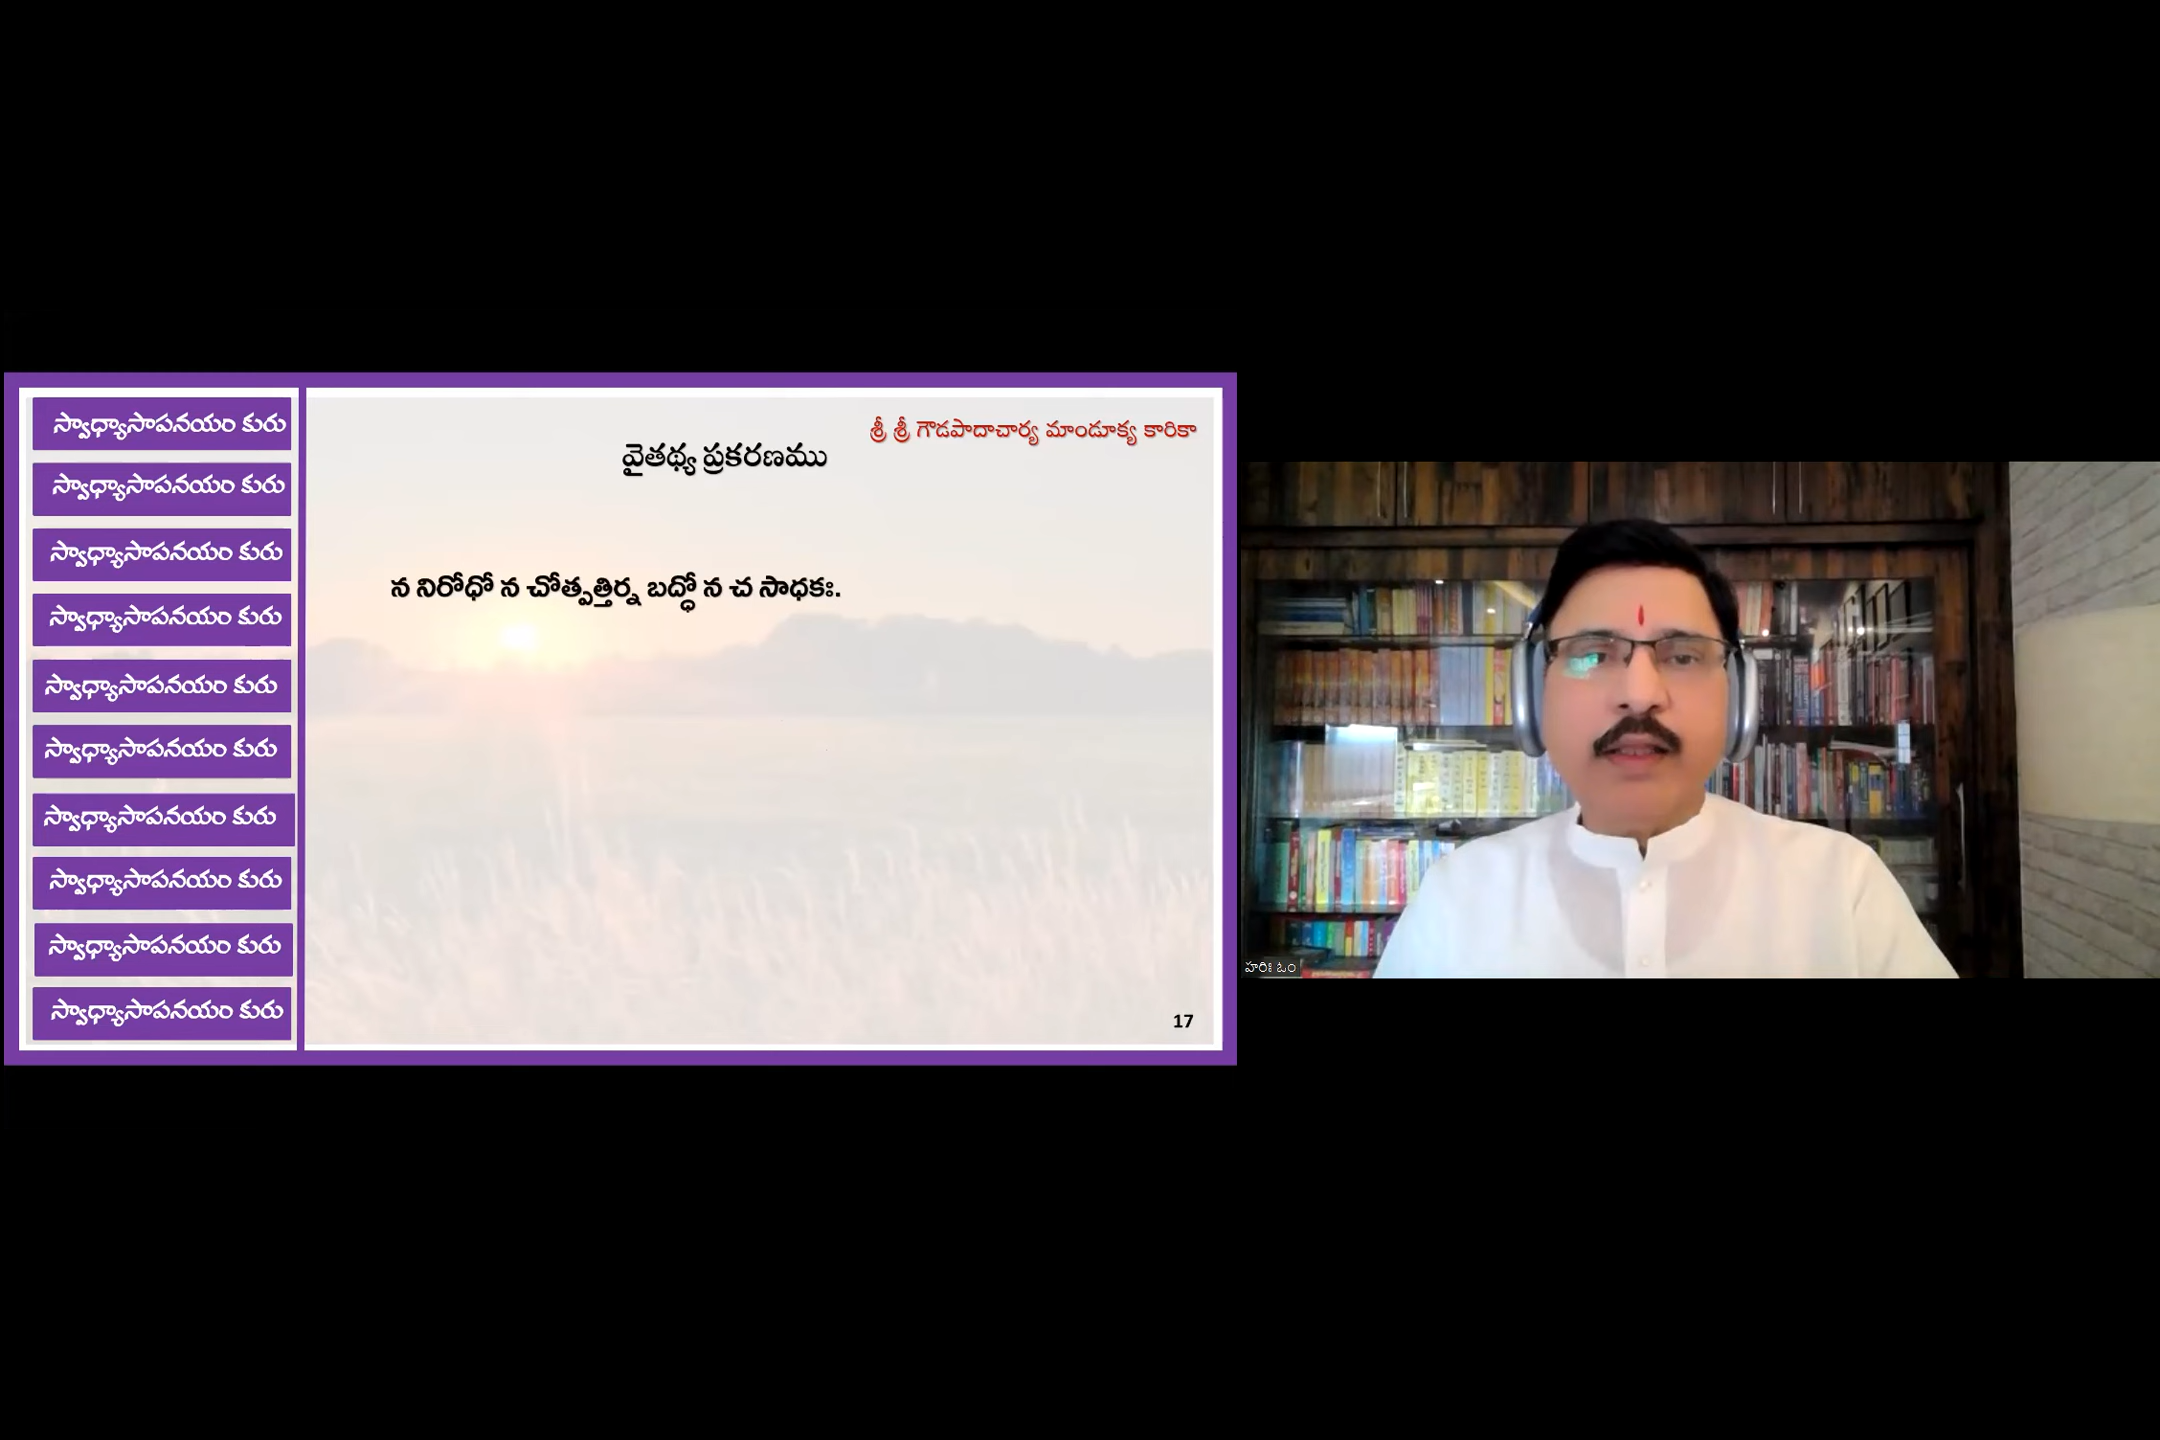 స్వాధ్యాసాపనయం కురు
స్వాధ్యాసాపనయం కురు
స్వాధ్యాసాపనయం కురు
స్వాధ్యాసాపనయం కురు
స్వాధ్యాసాపనయం కురు
స్వాధ్యాసాపనయం కురు
స్వాధ్యాసాపనయం కురు
స్వాధ్యాసాపనయం కురు
స్వాధ్యాసాపనయం కురు
స్వాధ్యాసాపనయం కురు
శ్రీ శ్రీ గౌడపాదాచార్య మాండూక్య కారికా
వైతథ్య ప్రకరణము
న నిరోధో న చోత్పత్తిర్న బద్ధో న చ సాధకః.
17
హరిః ఓం